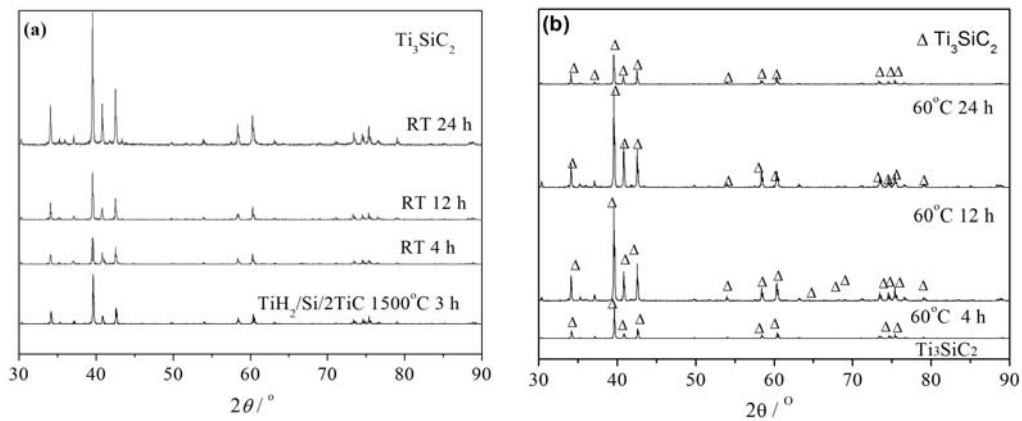 (a)
Ti₃SiC₂
RT 24 h
RT 12 h
RT 4 h
TiH₂/Si/2TiC 1500°C 3 h
30 40 50 60 70 80 90
2θ / °
(b)
Δ Ti₃SiC₂
Δ Δ Δ Δ Δ Δ Δ Δ Δ Δ Δ
60°C 24 h
Δ Δ Δ Δ Δ Δ Δ Δ Δ Δ Δ
60°C 12 h
Δ Δ Δ Δ Δ Δ Δ Δ Δ Δ Δ Δ Δ
60°C 4 h
Δ Δ Δ Δ Δ Δ Δ Δ
Ti₃SiC₂
30 40 50 60 70 80 90
2θ / °